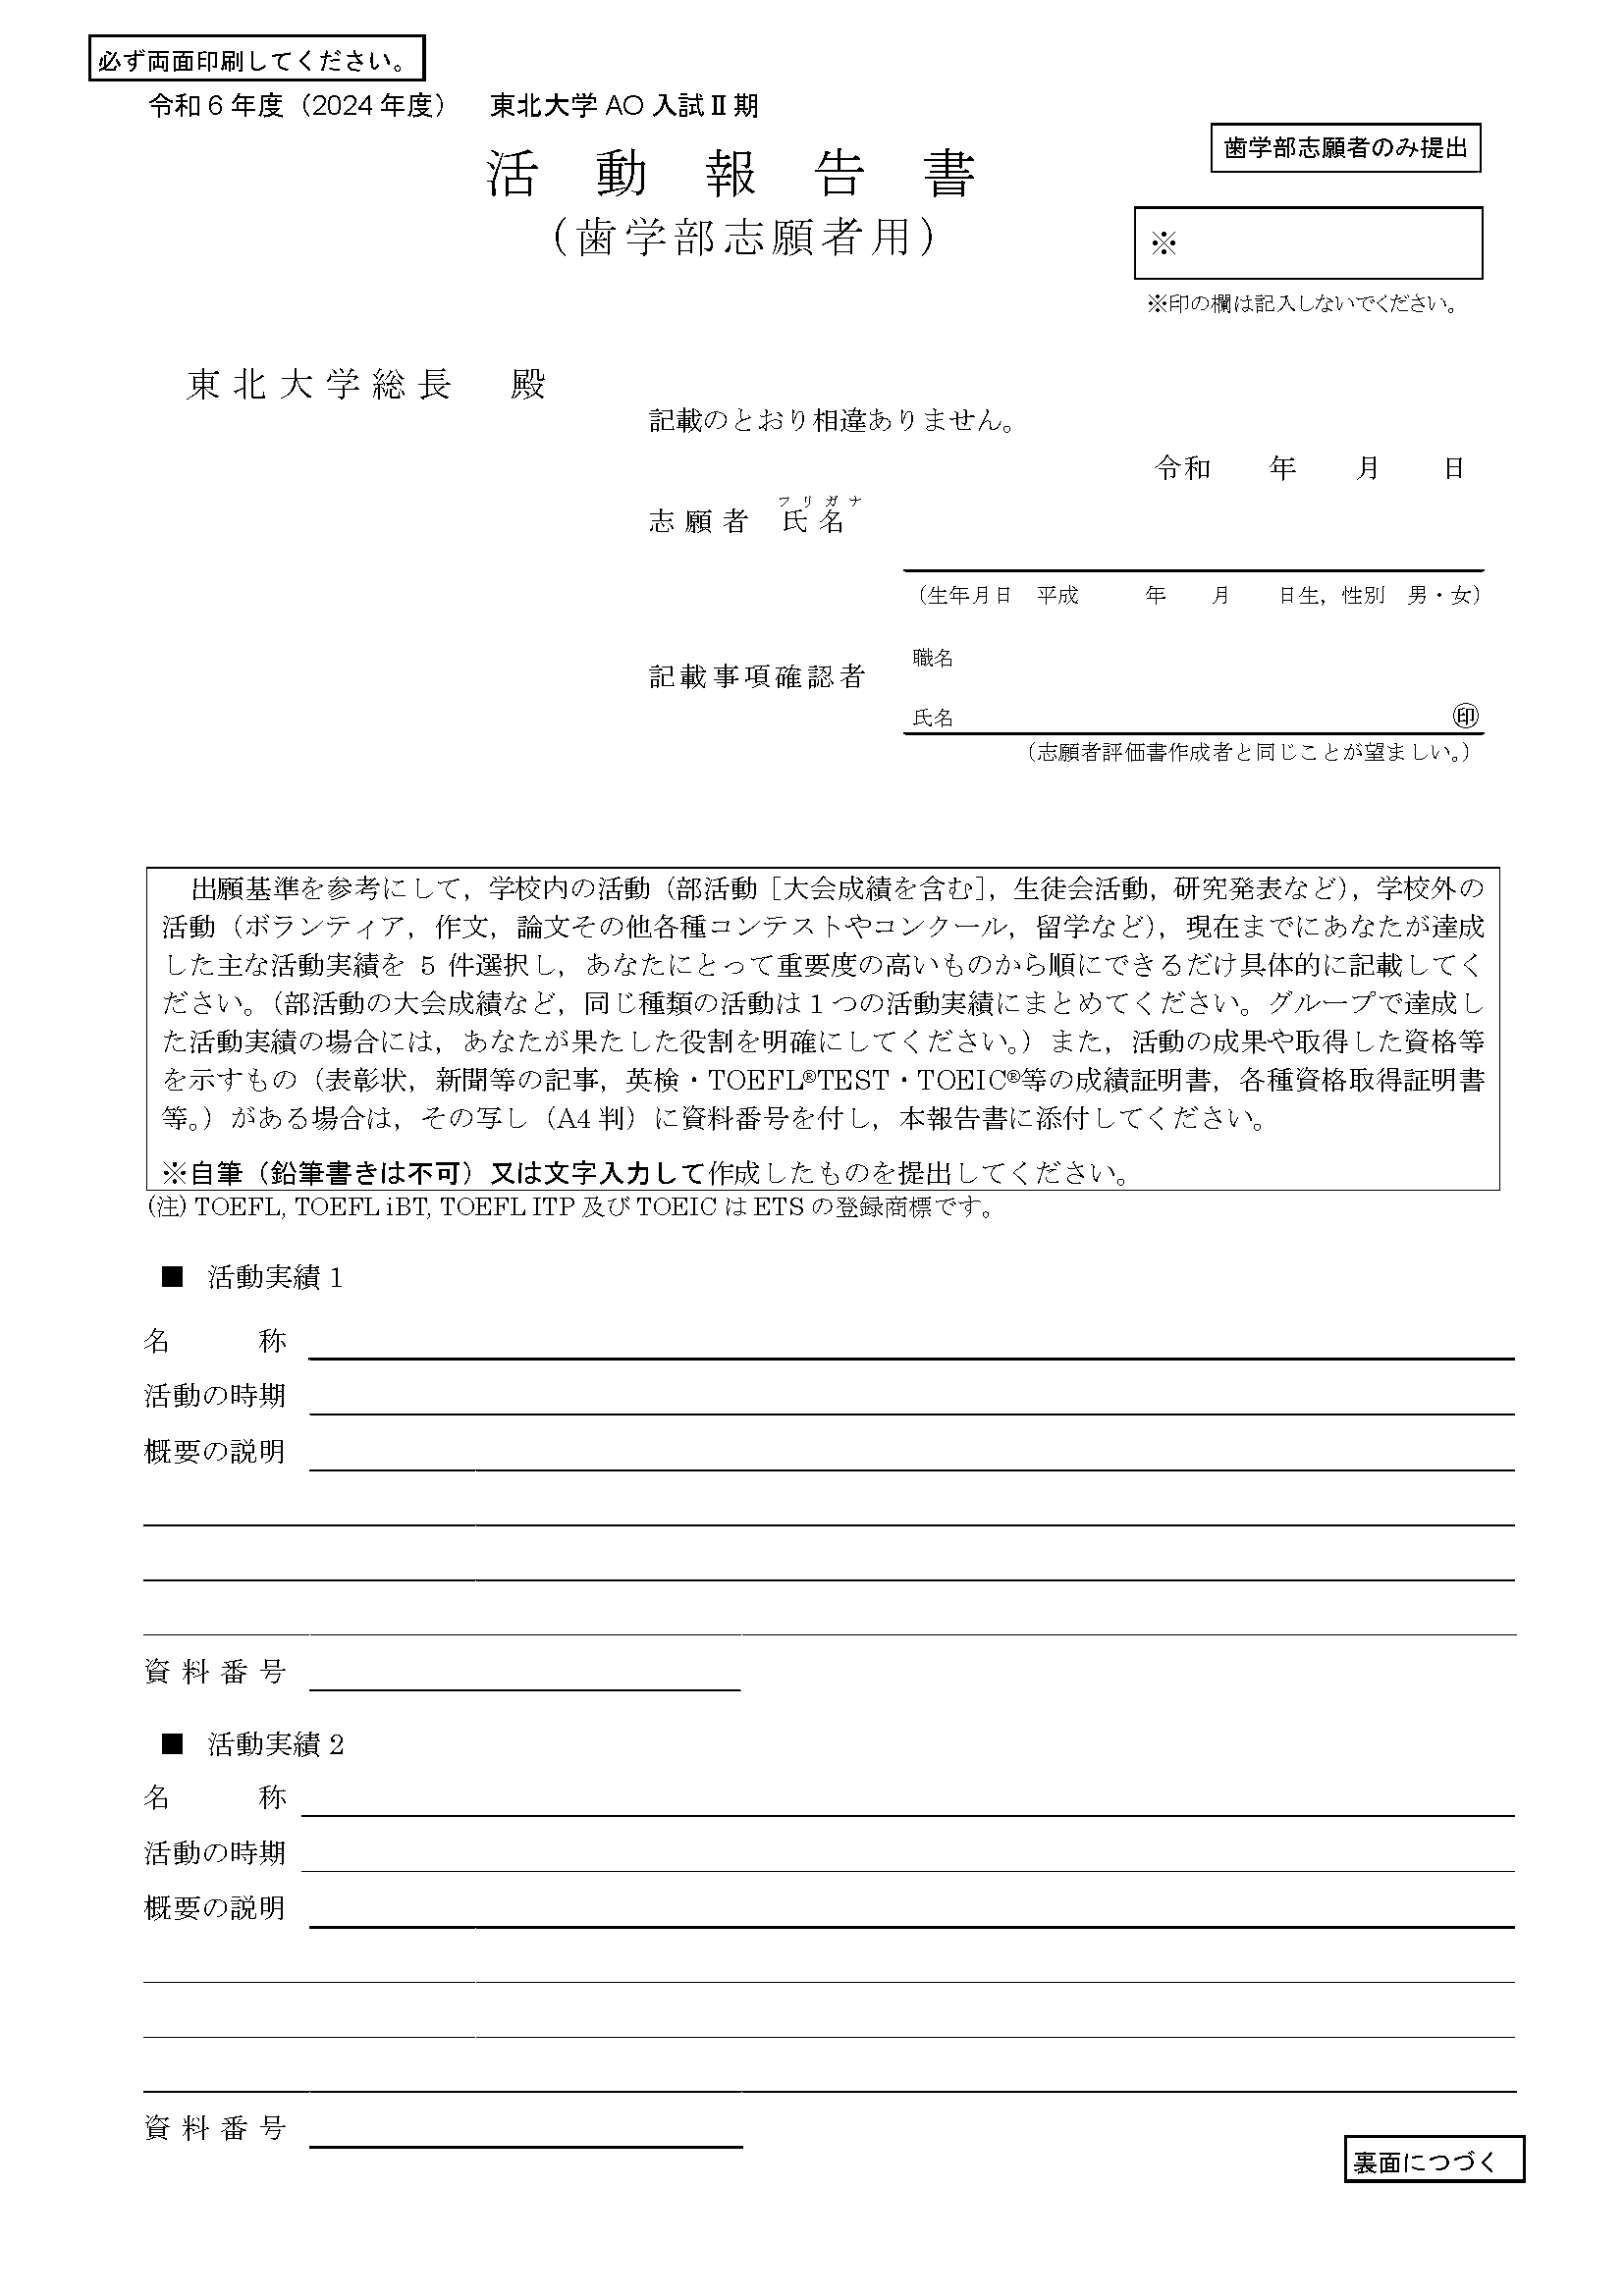 必ず両面印刷してください。
令和６年度（2024 年度）　東北大学 AO 入試Ⅱ期
歯学部志願者のみ提出
活　動　報　告　書
（歯学部志願者用）
※
※印の欄は記入しないでください。
東北大学総長　殿
記載のとおり相違ありません。
令和　　年　　月　　日
フリガナ
志願者　氏名
（生年月日　平成　　　年　　月　　日生，性別　男・女）
職名
記載事項確認者
氏名　㊞
（志願者評価書作成者と同じことが望ましい。）
出願基準を参考にして，学校内の活動（部活動［大会成績を含む］，生徒会活動，研究発表など），学校外の
活動（ボランティア，作文，論文その他各種コンテストやコンクール，留学など），現在までにあなたが達成
した主な活動実績を 5 件選択し，あなたにとって重要度の高いものから順にできるだけ具体的に記載してく
ださい。（部活動の大会成績など，同じ種類の活動は 1 つの活動実績にまとめてください。グループで達成し
た活動実績の場合には，あなたが果たした役割を明確にしてください。）また，活動の成果や取得した資格等
を示すもの（表彰状，新聞等の記事，英検・TOEFL®TEST・TOEIC®等の成績証明書，各種資格取得証明書
等。）がある場合は，その写し（A4 判）に資料番号を付し，本報告書に添付してください。
※自筆（鉛筆書きは不可）又は文字入力して作成したものを提出してください。
(注) TOEFL, TOEFL iBT, TOEFL ITP 及び TOEIC は ETS の登録商標です。
■　活動実績 1
名　　　称
活動の時期
概要の説明
資料番号
■　活動実績 2
名　　　称
活動の時期
概要の説明
資料番号
裏面につづく